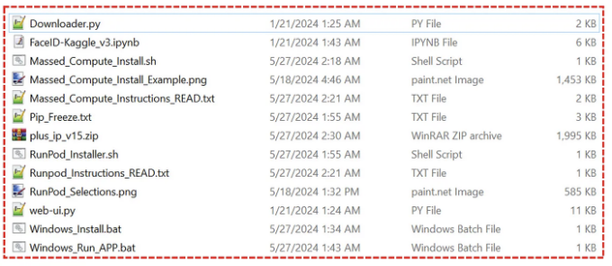 Downloader.py 1/21/2024 1:25 AM PY File 2 KB
FaceID-Kaggle_v3.ipynb 1/21/2024 1:43 AM IPYNB File 6 KB
Massed_Compute_Install.sh 5/27/2024 2:18 AM Shell Script 1 KB
Massed_Compute_Install_Example.png 5/18/2024 4:46 AM paint.net Image 1,453 KB
Massed_Compute_Instructions_READ.txt 5/27/2024 2:21 AM TXT File 2 KB
Pip_Freeze.txt 5/27/2024 1:55 AM TXT File 3 KB
plus_ip_v15.zip 5/27/2024 2:30 AM WinRAR ZIP archive 1,995 KB
RunPod_Installer.sh 5/27/2024 1:55 AM Shell Script 1 KB
Runpod_Instructions_READ.txt 5/27/2024 2:21 AM TXT File 1 KB
RunPod_Selections.png 5/18/2024 1:32 PM paint.net Image 585 KB
web-ui.py 1/21/2024 1:24 AM PY File 11 KB
Windows_Install.bat 5/27/2024 1:34 AM Windows Batch File 1 KB
Windows_Run_APP.bat 5/27/2024 1:43 AM Windows Batch File 1 KB